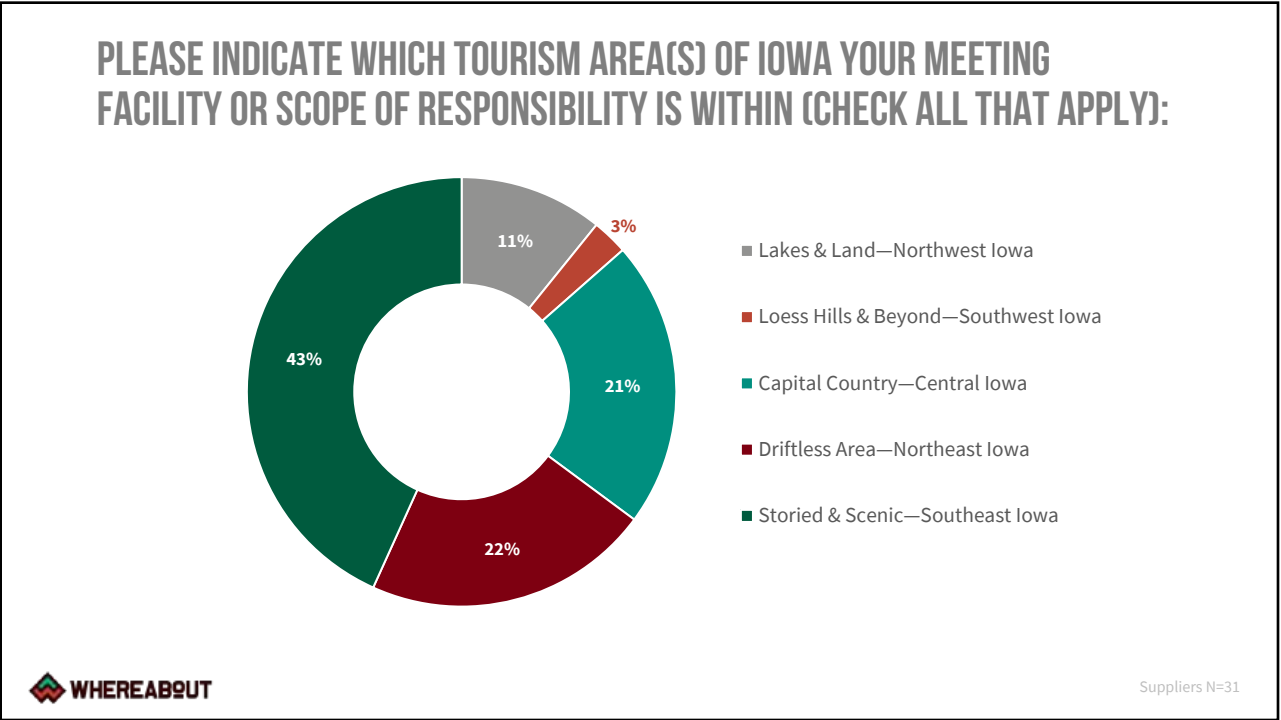 PLEASE INDICATE WHICH TOURISM AREA(S) OF IOWA YOUR MEETING
FACILITY OR SCOPE OF RESPONSIBILITY IS WITHIN (CHECK ALL THAT APPLY):
11%
3%
21%
22%
43%
Lakes & Land—Northwest Iowa
Loess Hills & Beyond—Southwest Iowa
Capital Country—Central Iowa
Driftless Area—Northeast Iowa
Storied & Scenic—Southeast Iowa
WHEREABOUT
Suppliers N=31